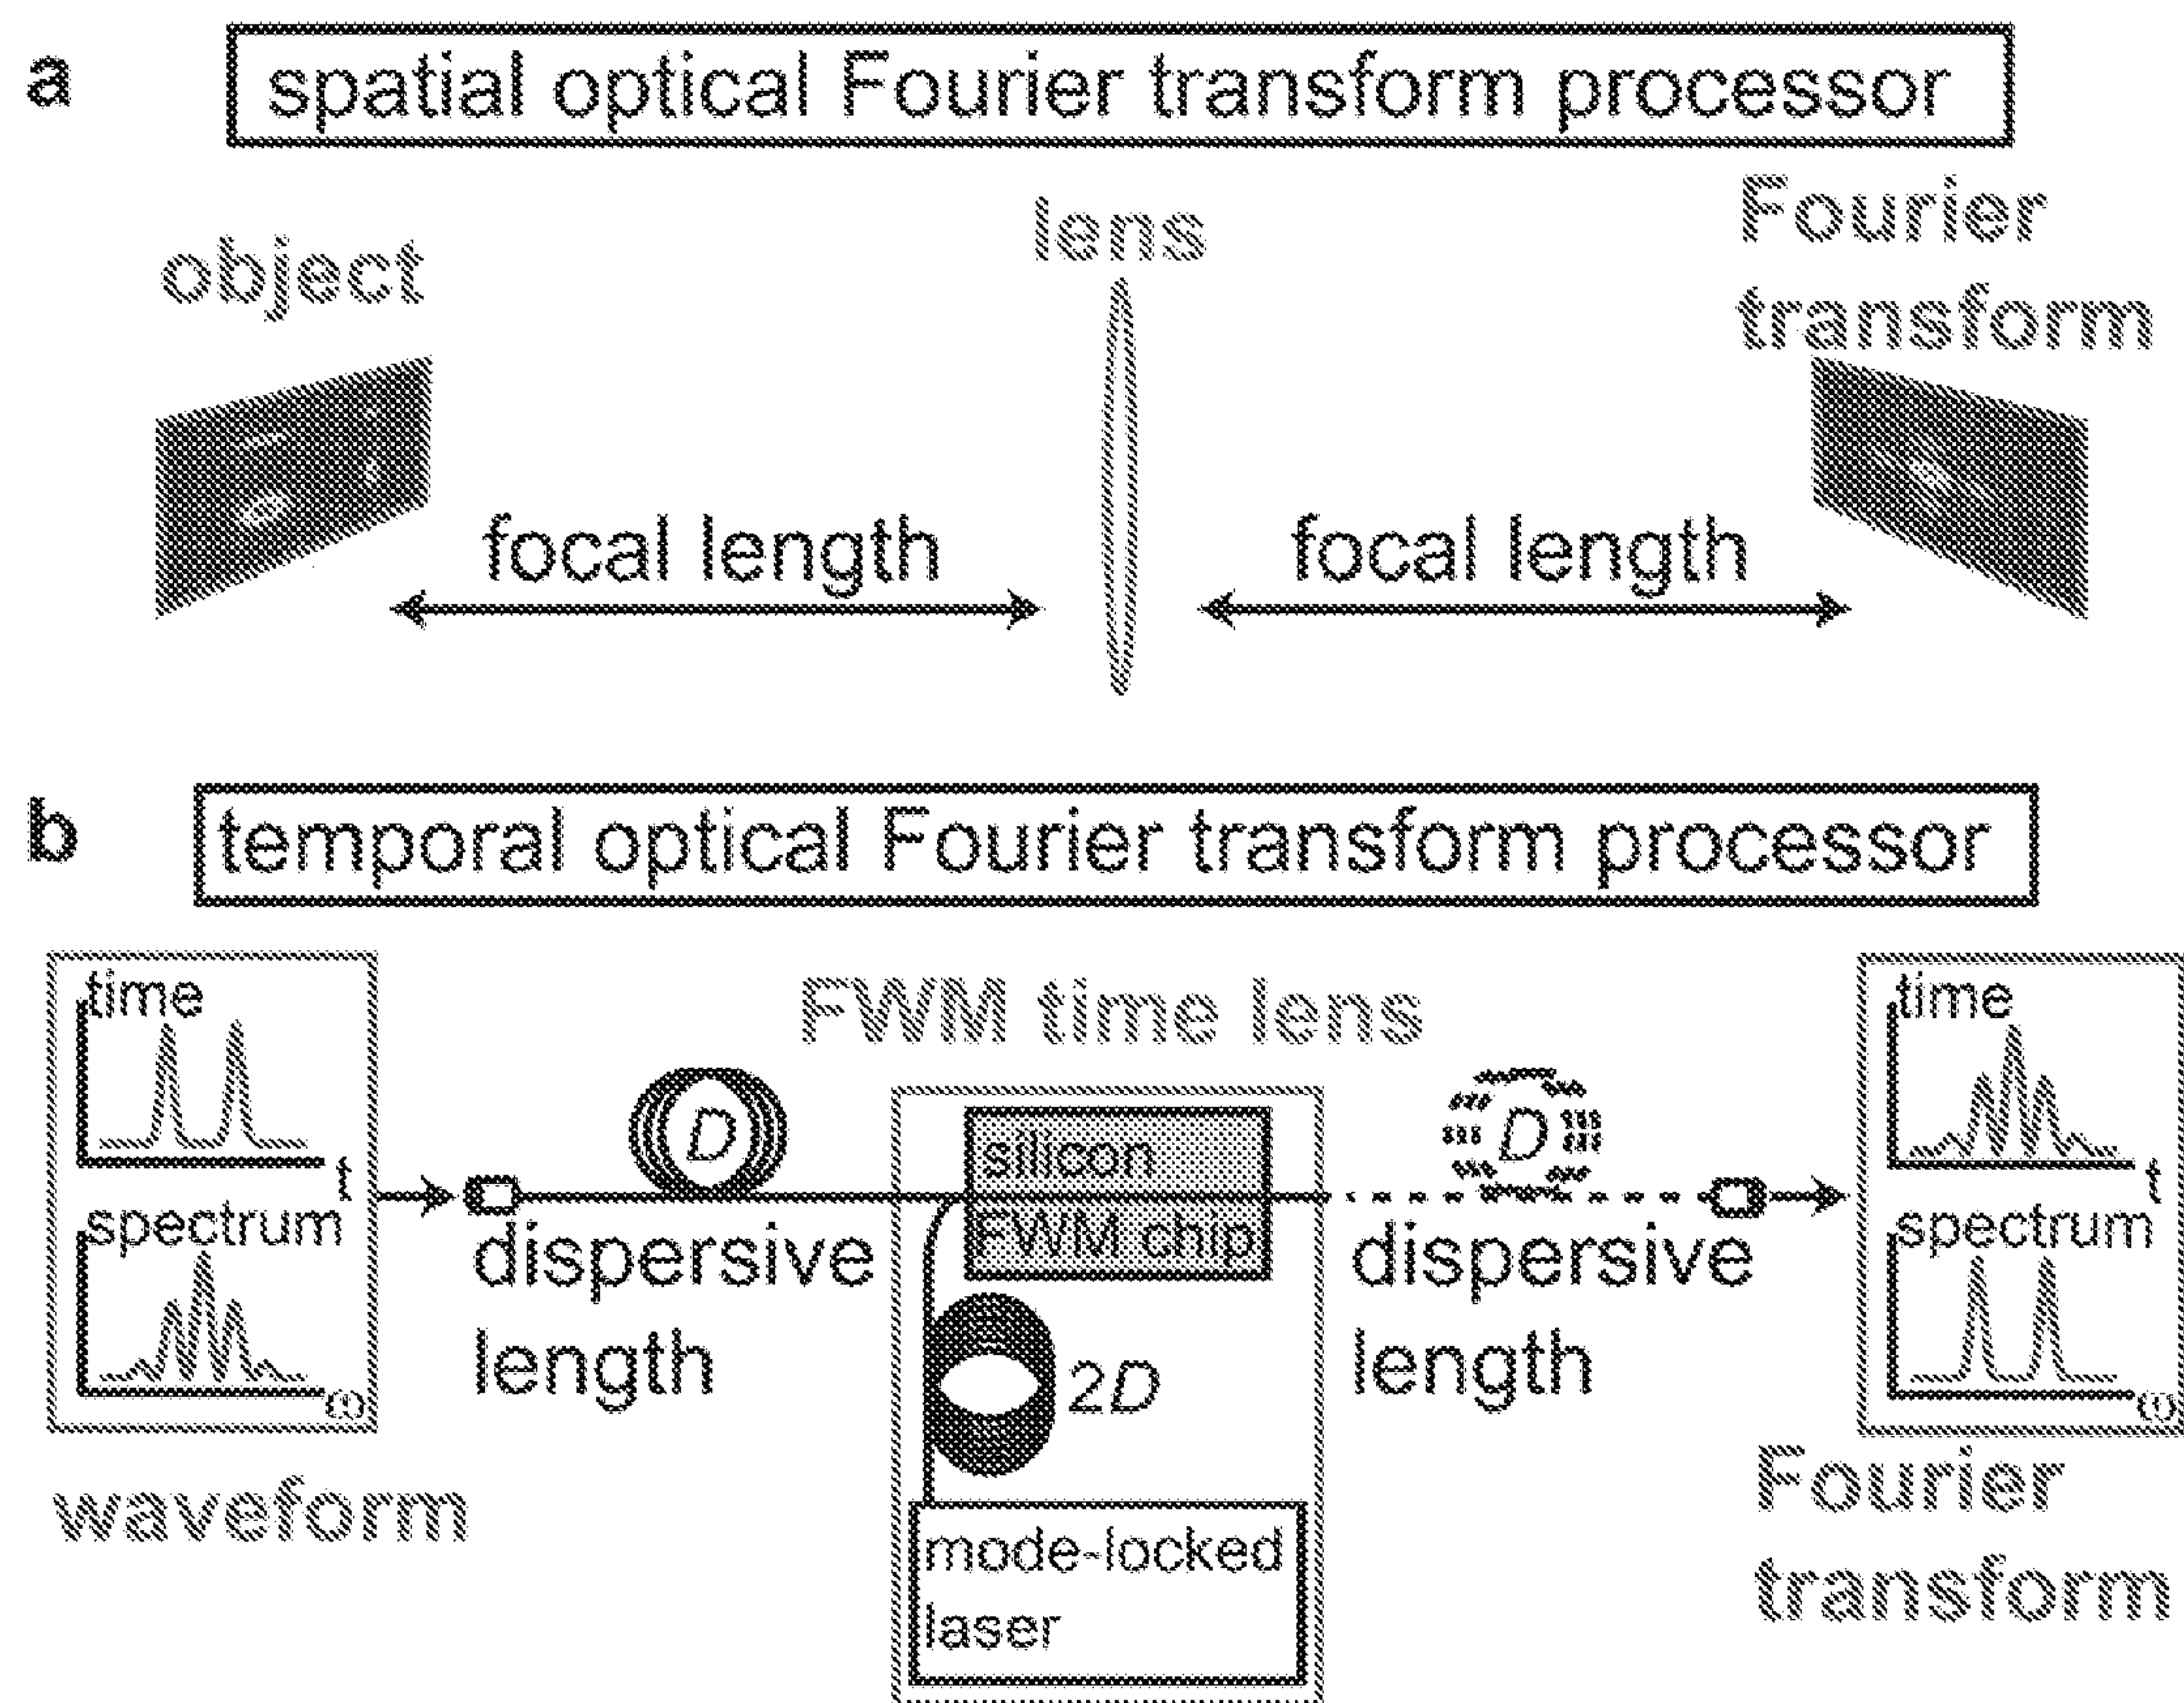 a
spatial optical Fourier transform processor
object
lens
Fourier
transform
focal length
focal length
b
temporal optical Fourier transform processor
time
t
spectrum
ω
waveform
D
dispersive
length
FWM time lens
silicon
FWM chip
2D
mode-locked
laser
D
dispersive
length
time
t
spectrum
ω
Fourier
transform